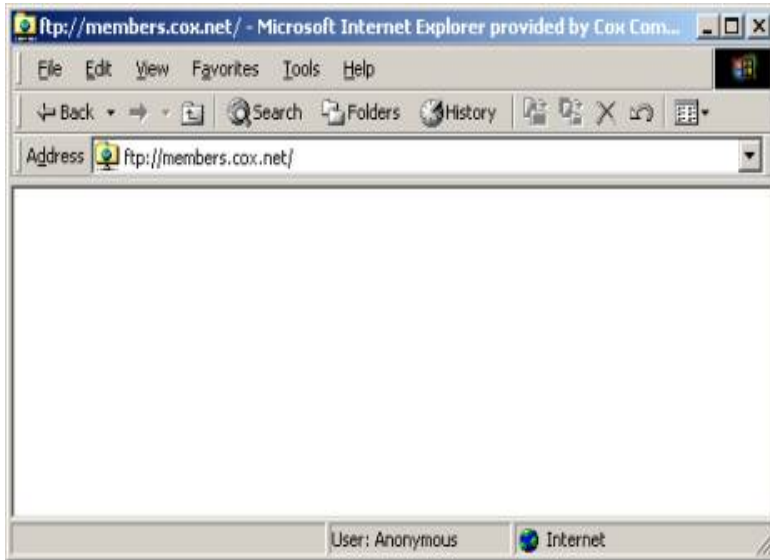 ftp://members.cox.net/ - Microsoft Internet Explorer provided by Cox Com...
File Edit View Favorites Tools Help
Back Search Folders History
Address ftp://members.cox.net/
User: Anonymous Internet